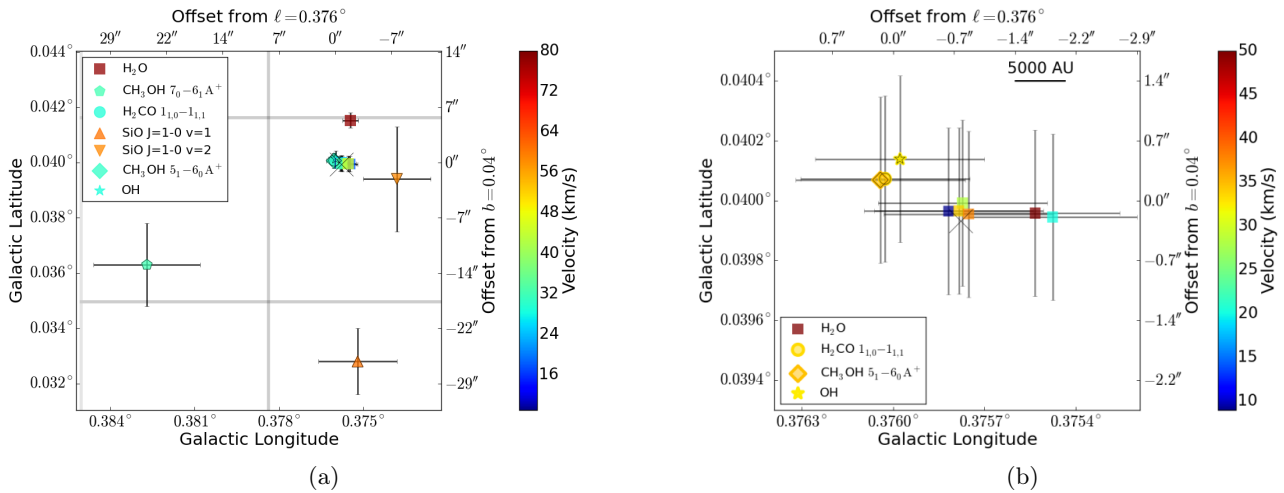 Offset from ℓ=0.376°
29″ 22″ 14″ 7″ 0″ −7″
0.044°
0.042°
0.040°
0.038°
0.036°
0.034°
0.032°
Galactic Latitude
H₂O
CH₃OH 7₀−6₁A⁺
H₂CO 1₁,₀−1₁,₁
SiO J=1-0 v=1
SiO J=1-0 v=2
CH₃OH 5₁−6₀A⁺
OH
14″
7″
0″
−7″
−14″
−22″
−29″
Offset from b=0.04°
0.384° 0.381° 0.378° 0.375°
Galactic Longitude
80
72
64
56
48
40
32
24
16
Velocity (km/s)
(a)
Offset from ℓ=0.376°
0.7″ 0.0″ −0.7″ −1.4″ −2.2″ −2.9″
5000 AU
0.0404°
0.0402°
0.0400°
0.0398°
0.0396°
0.0394°
Galactic Latitude
H₂O
H₂CO 1₁,₀−1₁,₁
CH₃OH 5₁−6₀A⁺
OH
1.4″
0.7″
0.0″
−0.7″
−1.4″
−2.2″
Offset from b=0.04°
0.3763° 0.3760° 0.3757° 0.3754°
Galactic Longitude
50
45
40
35
30
25
20
15
10
Velocity (km/s)
(b)